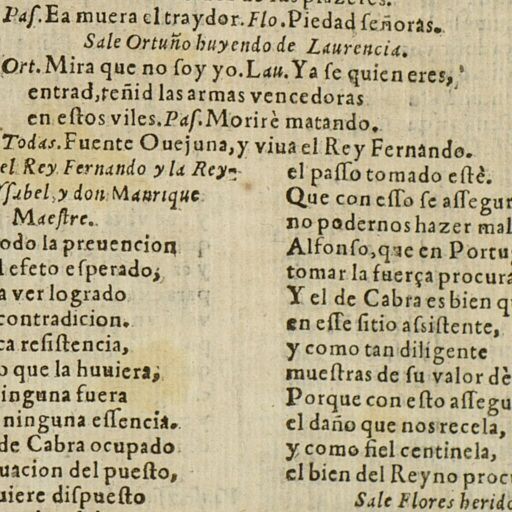 Paſ. Ea muera el traydor. Flo. Piedad ſeñoras.
Sale Ortuño huyendo de Laurencia.
Ort. Mira que no ſoy yo. Lau. Ya ſe quien eres,
entrad, teñid las armas vencedoras
en eſtos viles. Paſ. Morirè matando.
Todas. Fuente Ouejuna, y viua el Rey Fernando.
el Rey Fernando y la Rey-
Yſabel, y don Manrique
Maeſtre.
odo la preuencion
l efeto eſperado,
a ver logrado
contradicion.
ca reſiſtencia,
o que la huuiera,
inguna fuera
ninguna eſſencia.
de Cabra ocupado
uacion del pueſto,
uiere diſpueſto
el paſſo tomado eſtè.
Que con eſſo ſe aſſegur
no podernos hazer mal
Alfonſo, que en Portug
tomar la fuerça procura
Y el de Cabra es bien q
en eſſe ſitio aſsiſtente,
y como tan diligente
mueſtras de ſu valor dè
Porque con eſto aſſegu
el daño que nos recela,
y como fiel centinela,
el bien del Reyno procu
Sale Flores herido